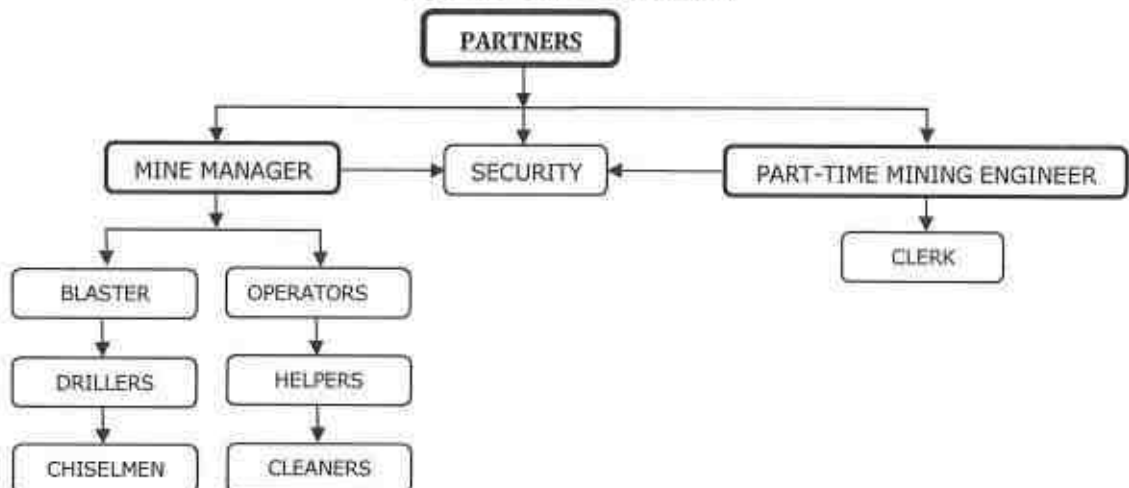 PARTNERS
MINE MANAGER
SECURITY
PART-TIME MINING ENGINEER
CLERK
BLASTER
OPERATORS
DRILLERS
HELPERS
CHISELMEN
CLEANERS